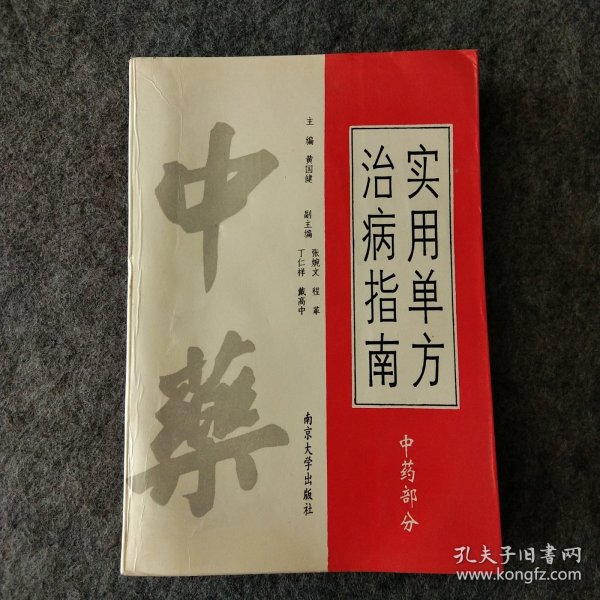 实用单方
治病指南
中药部分
主编 黄国健
副主编 张婉文 程革
丁仁祥 戴高中
南京大学出版社
中藥
孔夫子旧书网
www.kongfz.com